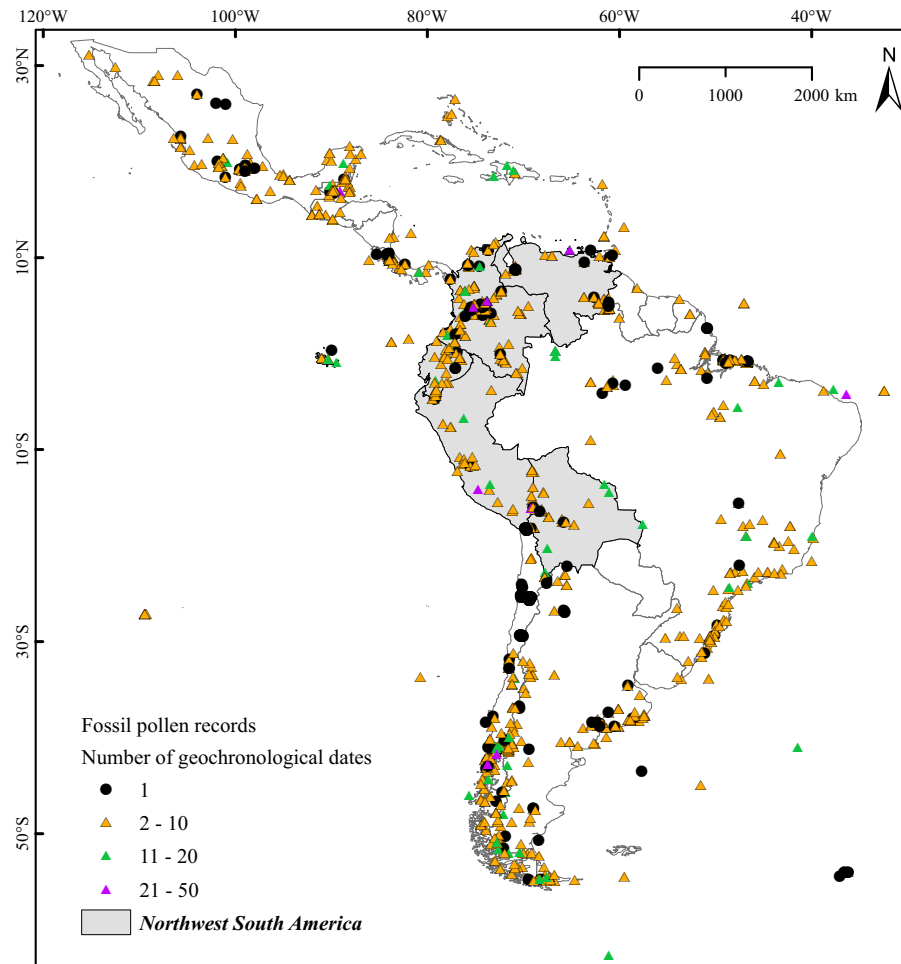 120°W 100°W 80°W 60°W 40°W
30°N
10°N
10°S
30°S
50°S
N
0 1000 2000 km
Fossil pollen records
Number of geochronological dates
1
2 - 10
11 - 20
21 - 50
Northwest South America